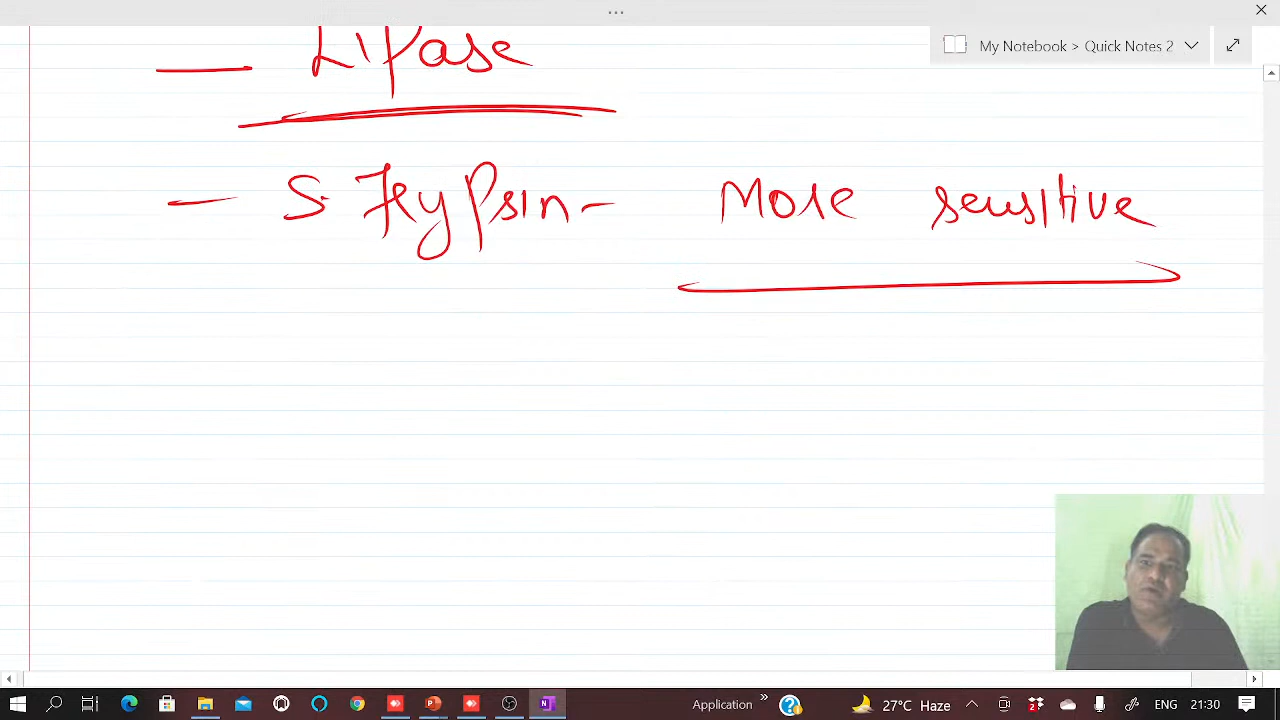 ...
My Notebook > Quick Notes 2
— Lipase
— S. Trypsin - More sensitive
Application
27°C Haze
ENG
21:30